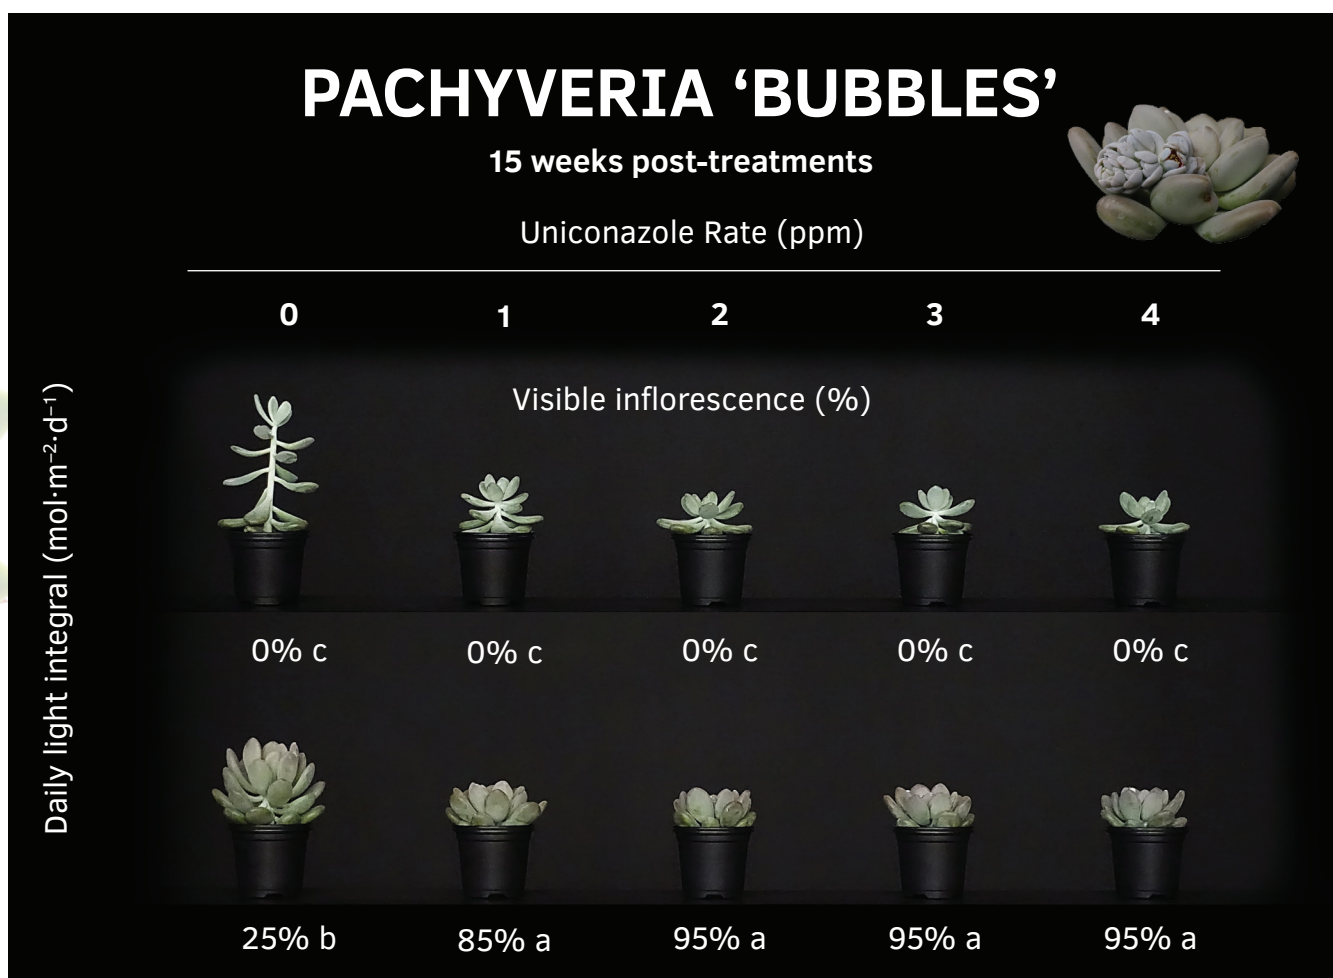 PACHYVERIA ‘BUBBLES’
15 weeks post-treatments
Uniconazole Rate (ppm)
0 1 2 3 4
Visible inflorescence (%)
Daily light integral (mol·m⁻²·d⁻¹)
0% c 0% c 0% c 0% c 0% c
25% b 85% a 95% a 95% a 95% a